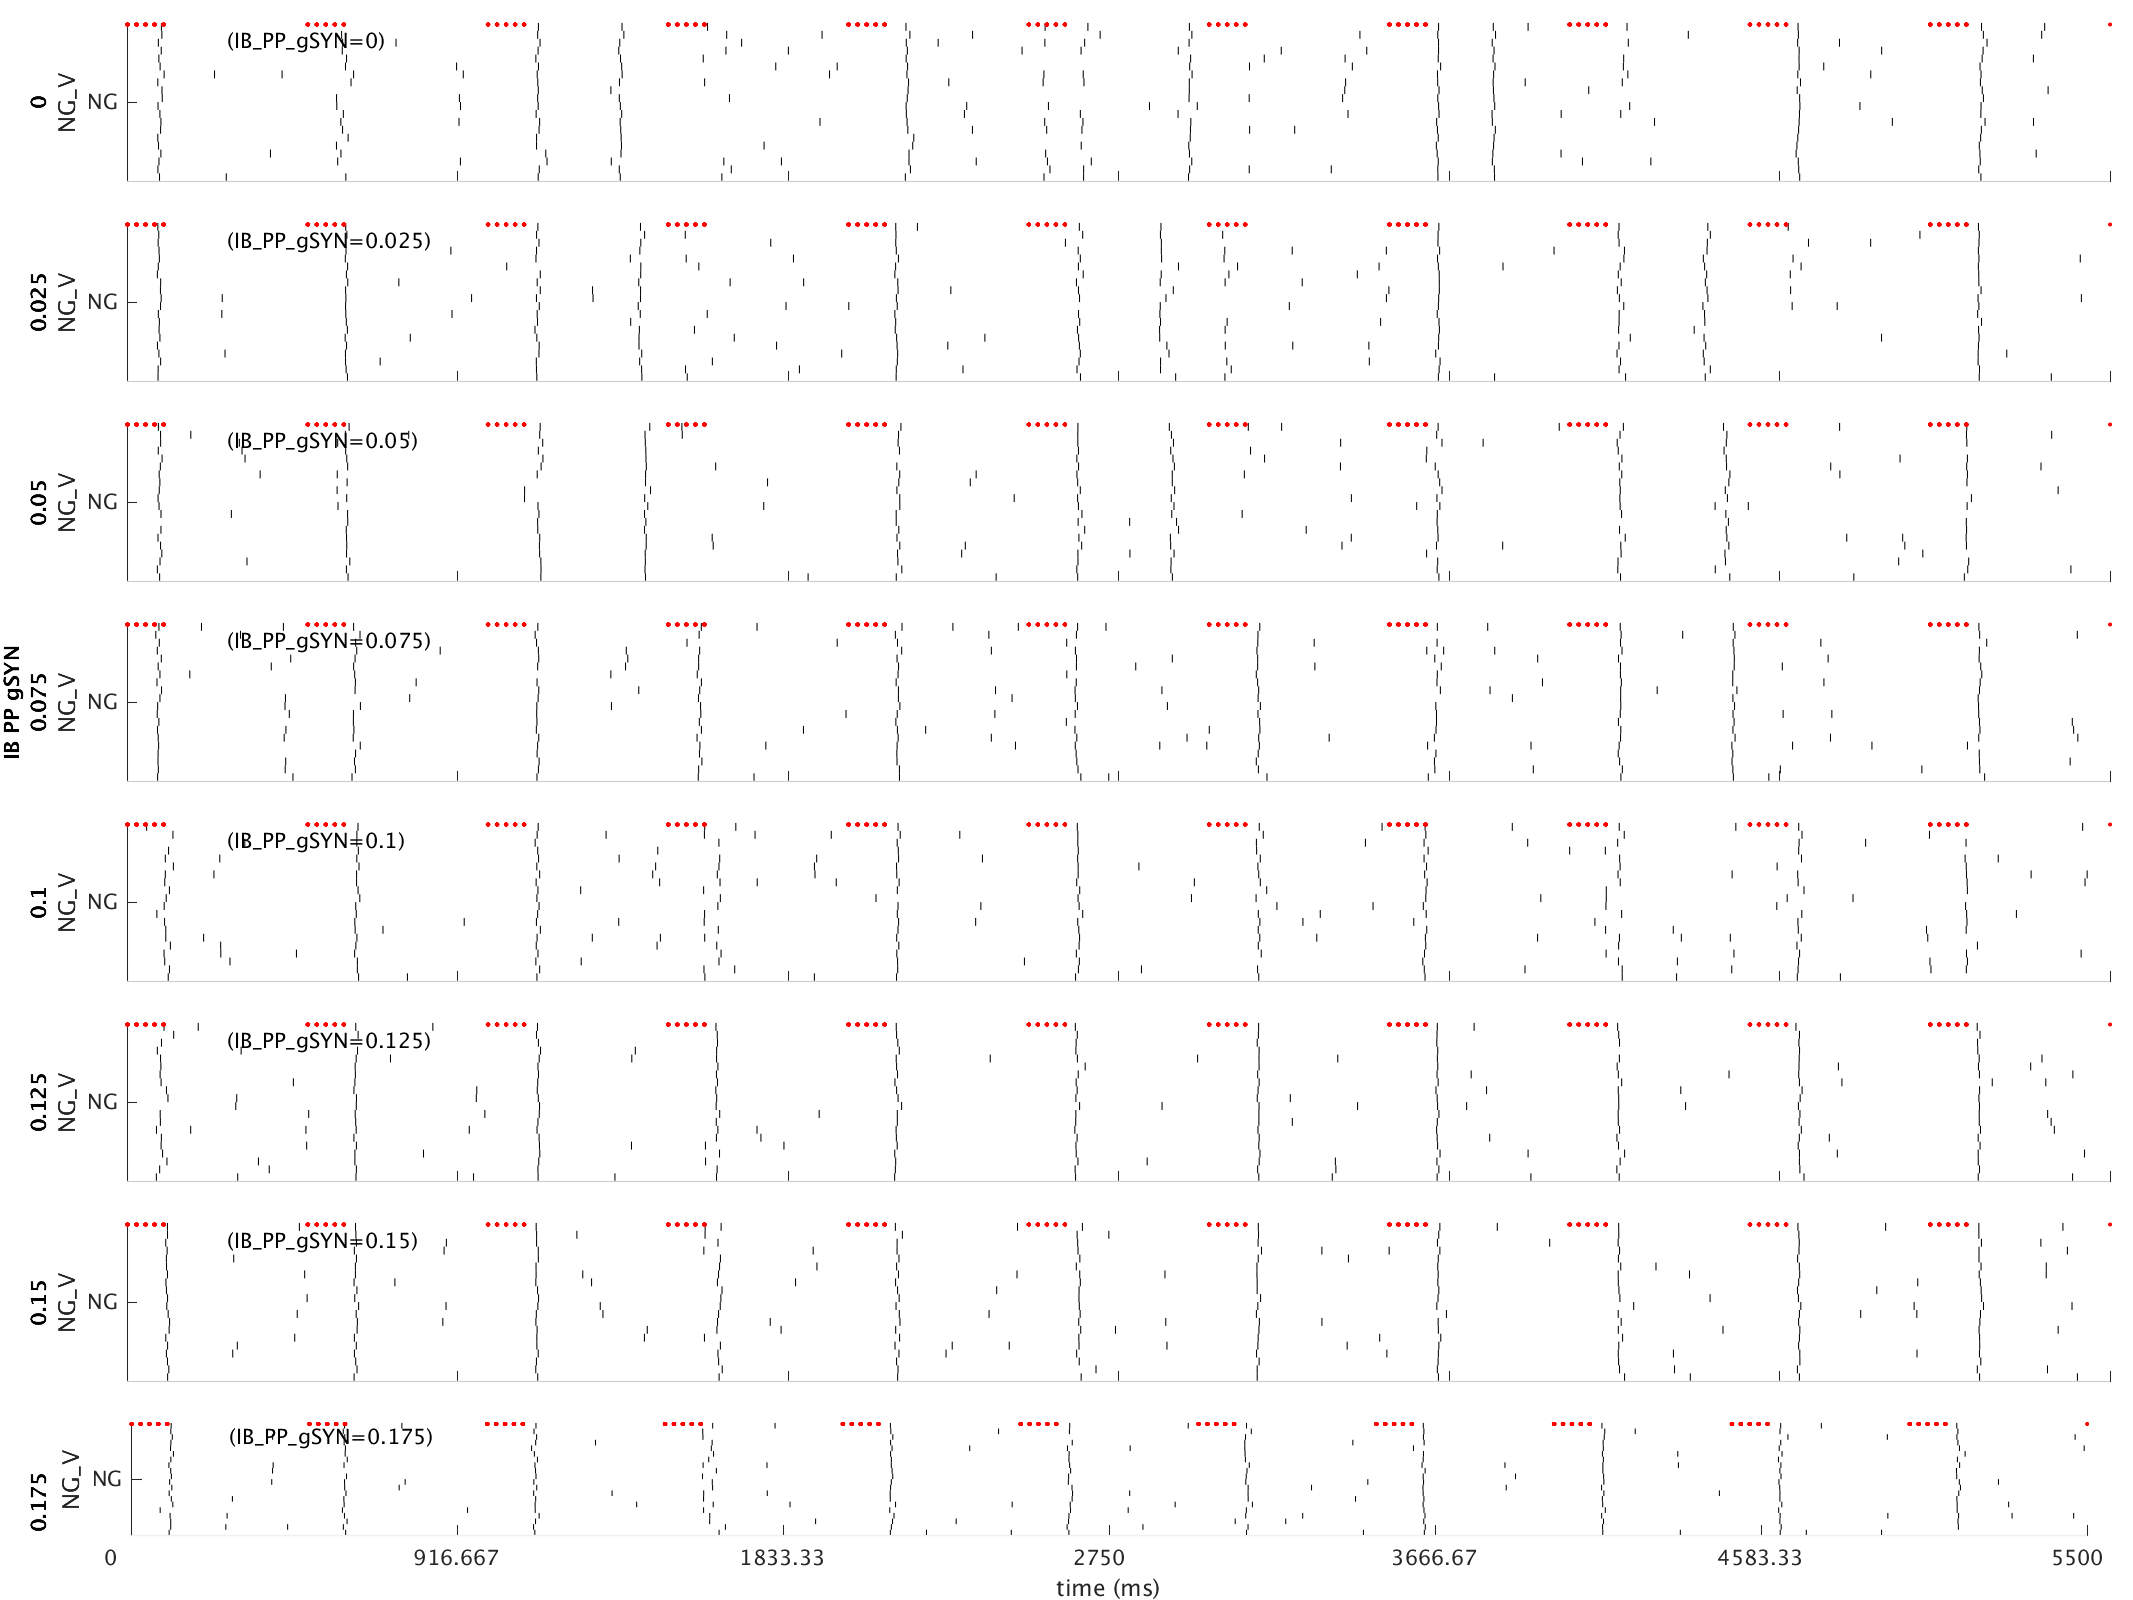 (IB_PP_gSYN=0)
0
NG_V
NG
(IB_PP_gSYN=0.025)
0.025
NG_V
NG
(IB_PP_gSYN=0.05)
0.05
NG_V
NG
IB PP gSYN
(IB_PP_gSYN=0.075)
0.075
NG_V
NG
(IB_PP_gSYN=0.1)
0.1
NG_V
NG
(IB_PP_gSYN=0.125)
0.125
NG_V
NG
(IB_PP_gSYN=0.15)
0.15
NG_V
NG
(IB_PP_gSYN=0.175)
0.175
NG_V
NG
0 916.667 1833.33 2750 3666.67 4583.33 5500
time (ms)